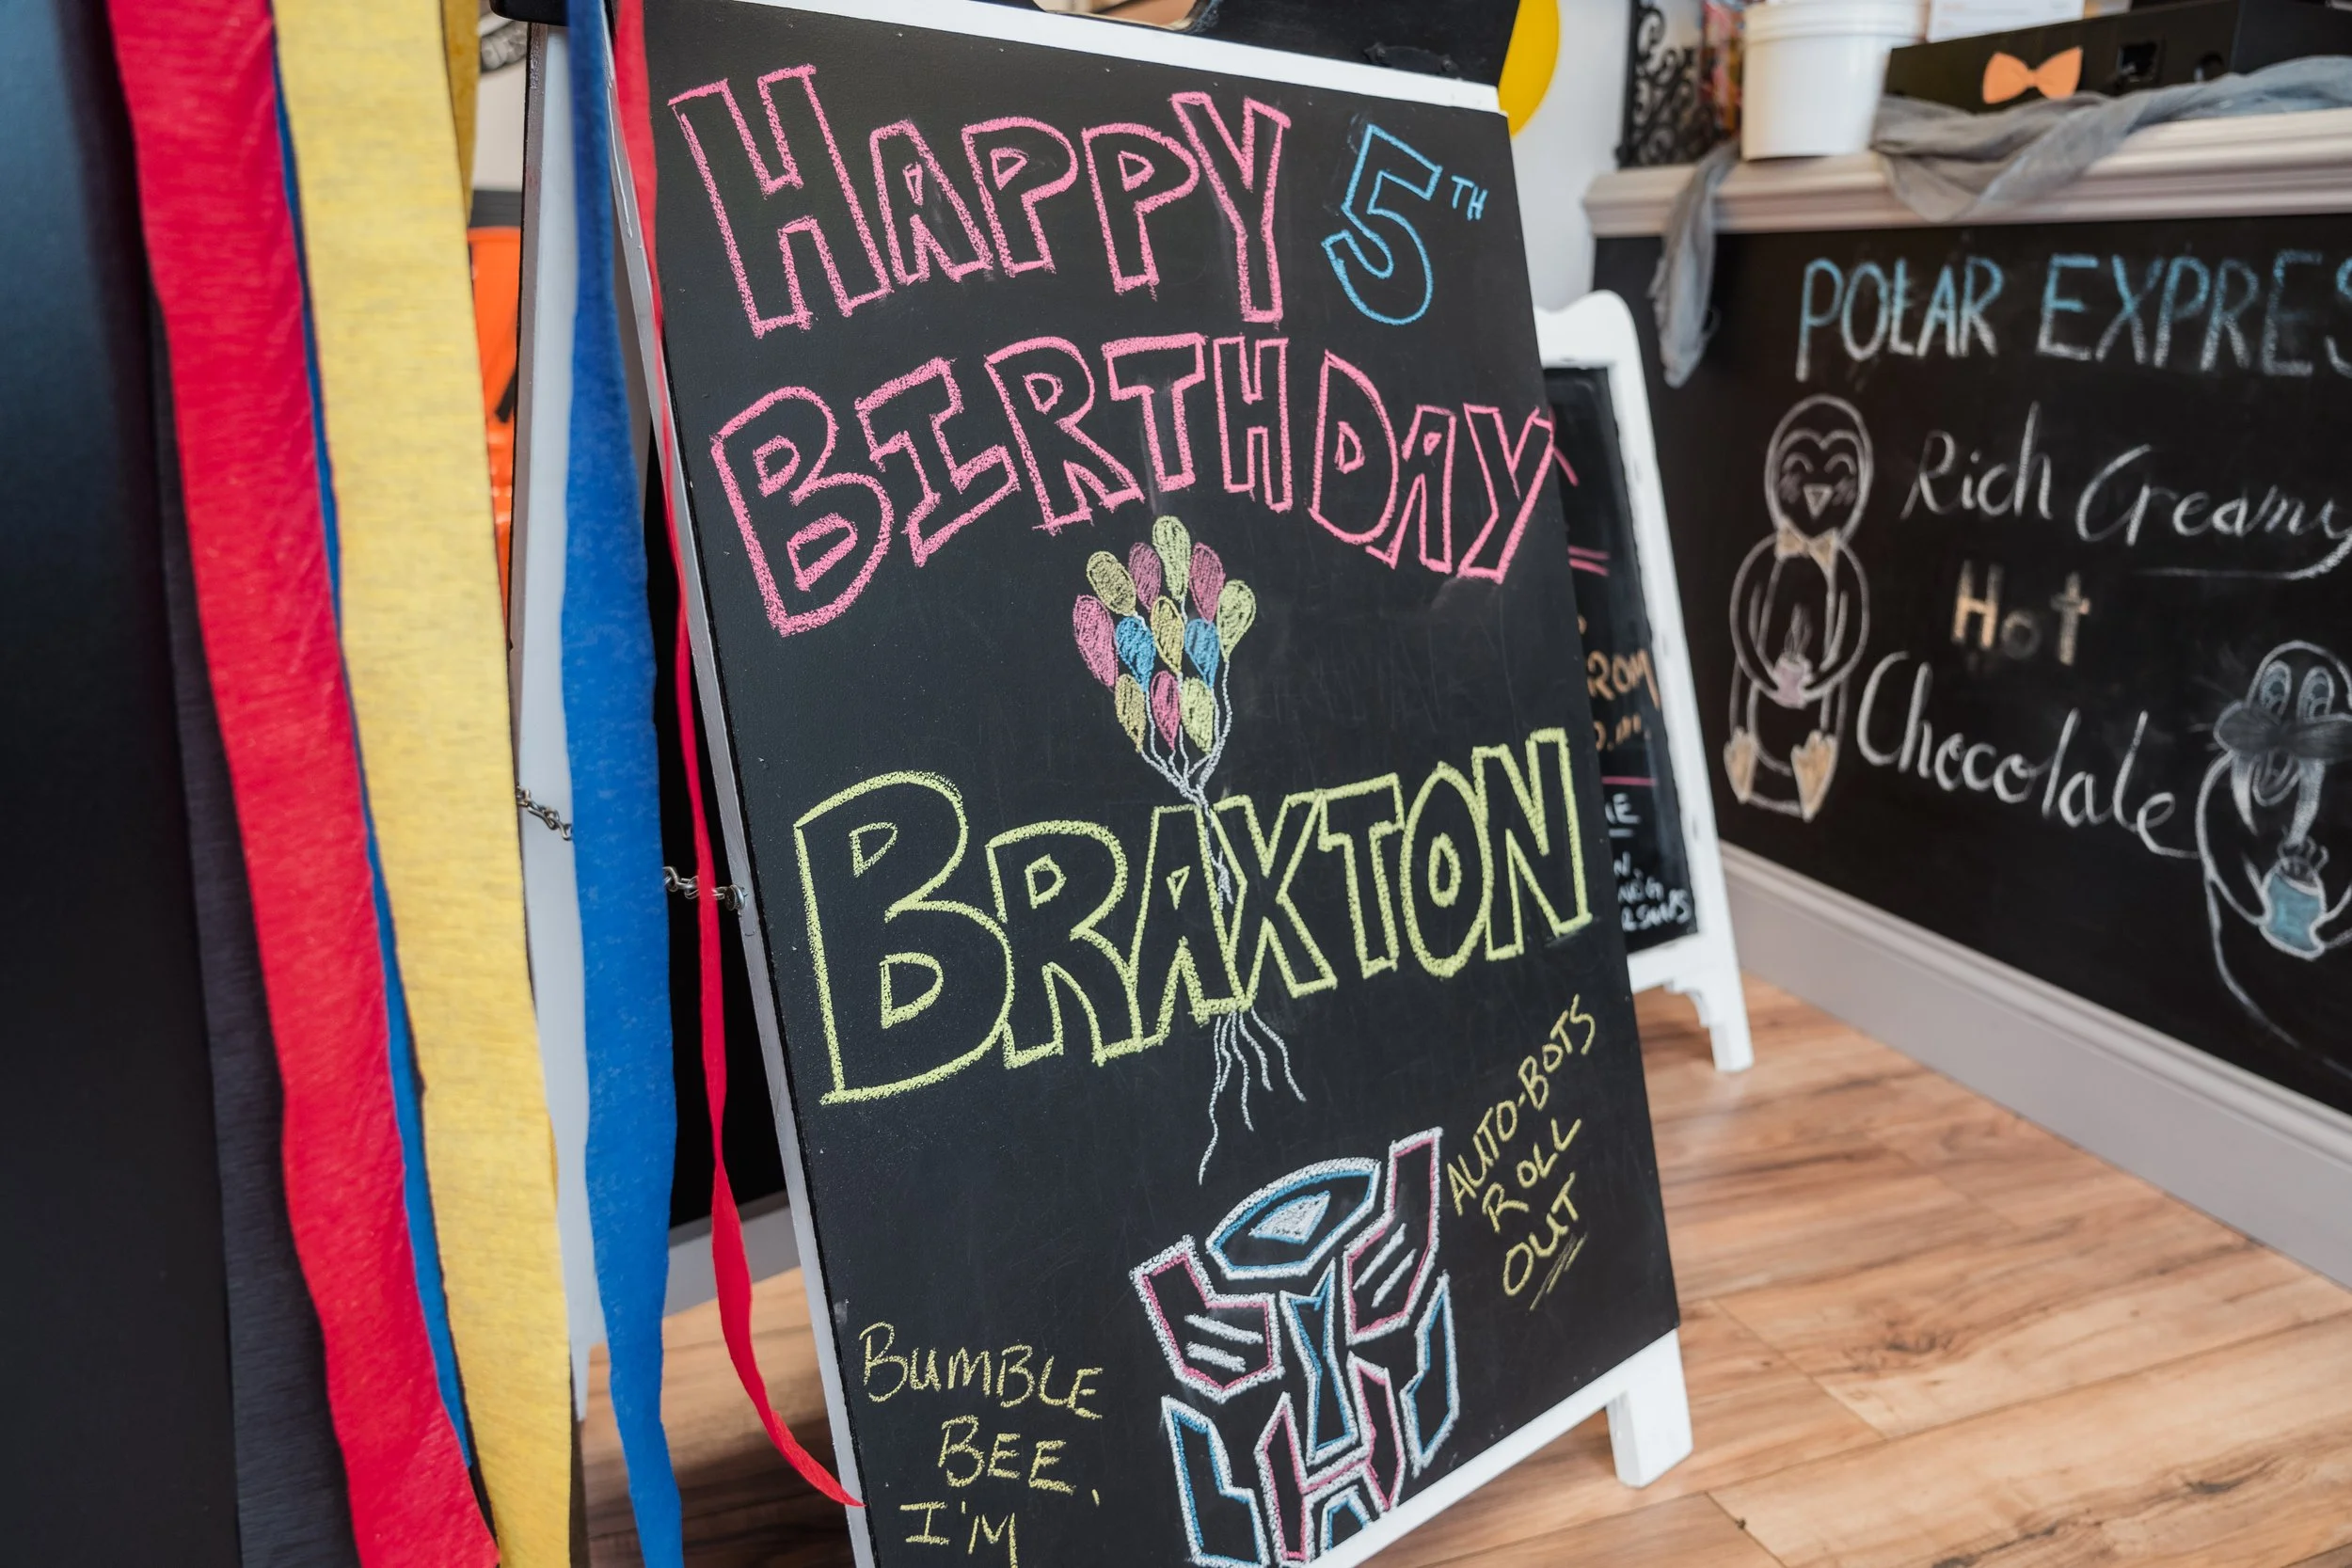 HAPPY 5TH
BIRTHDAY
BRAXTON
AUTO-BOTS
ROLL
OUT
BUMBLE
BEE.
I'M
POLAR EXPRES
Rich Creamy
Hot
Chocolate